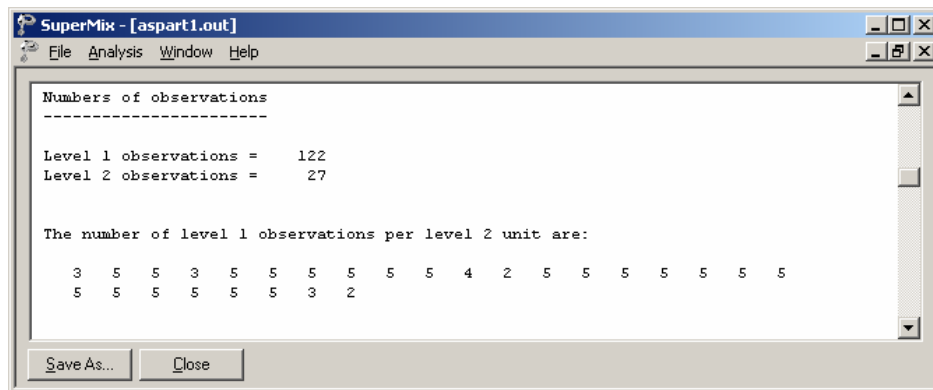 SuperMix - [aspart1.out]
File Analysis Window Help
Numbers of observations
-----------------------
Level 1 observations = 122
Level 2 observations = 27
The number of level 1 observations per level 2 unit are:
3 5 5 3 5 5 5 5 5 5 4 2 5 5 5 5 5 5 5
5 5 5 5 5 5 3 2
Save As... Close